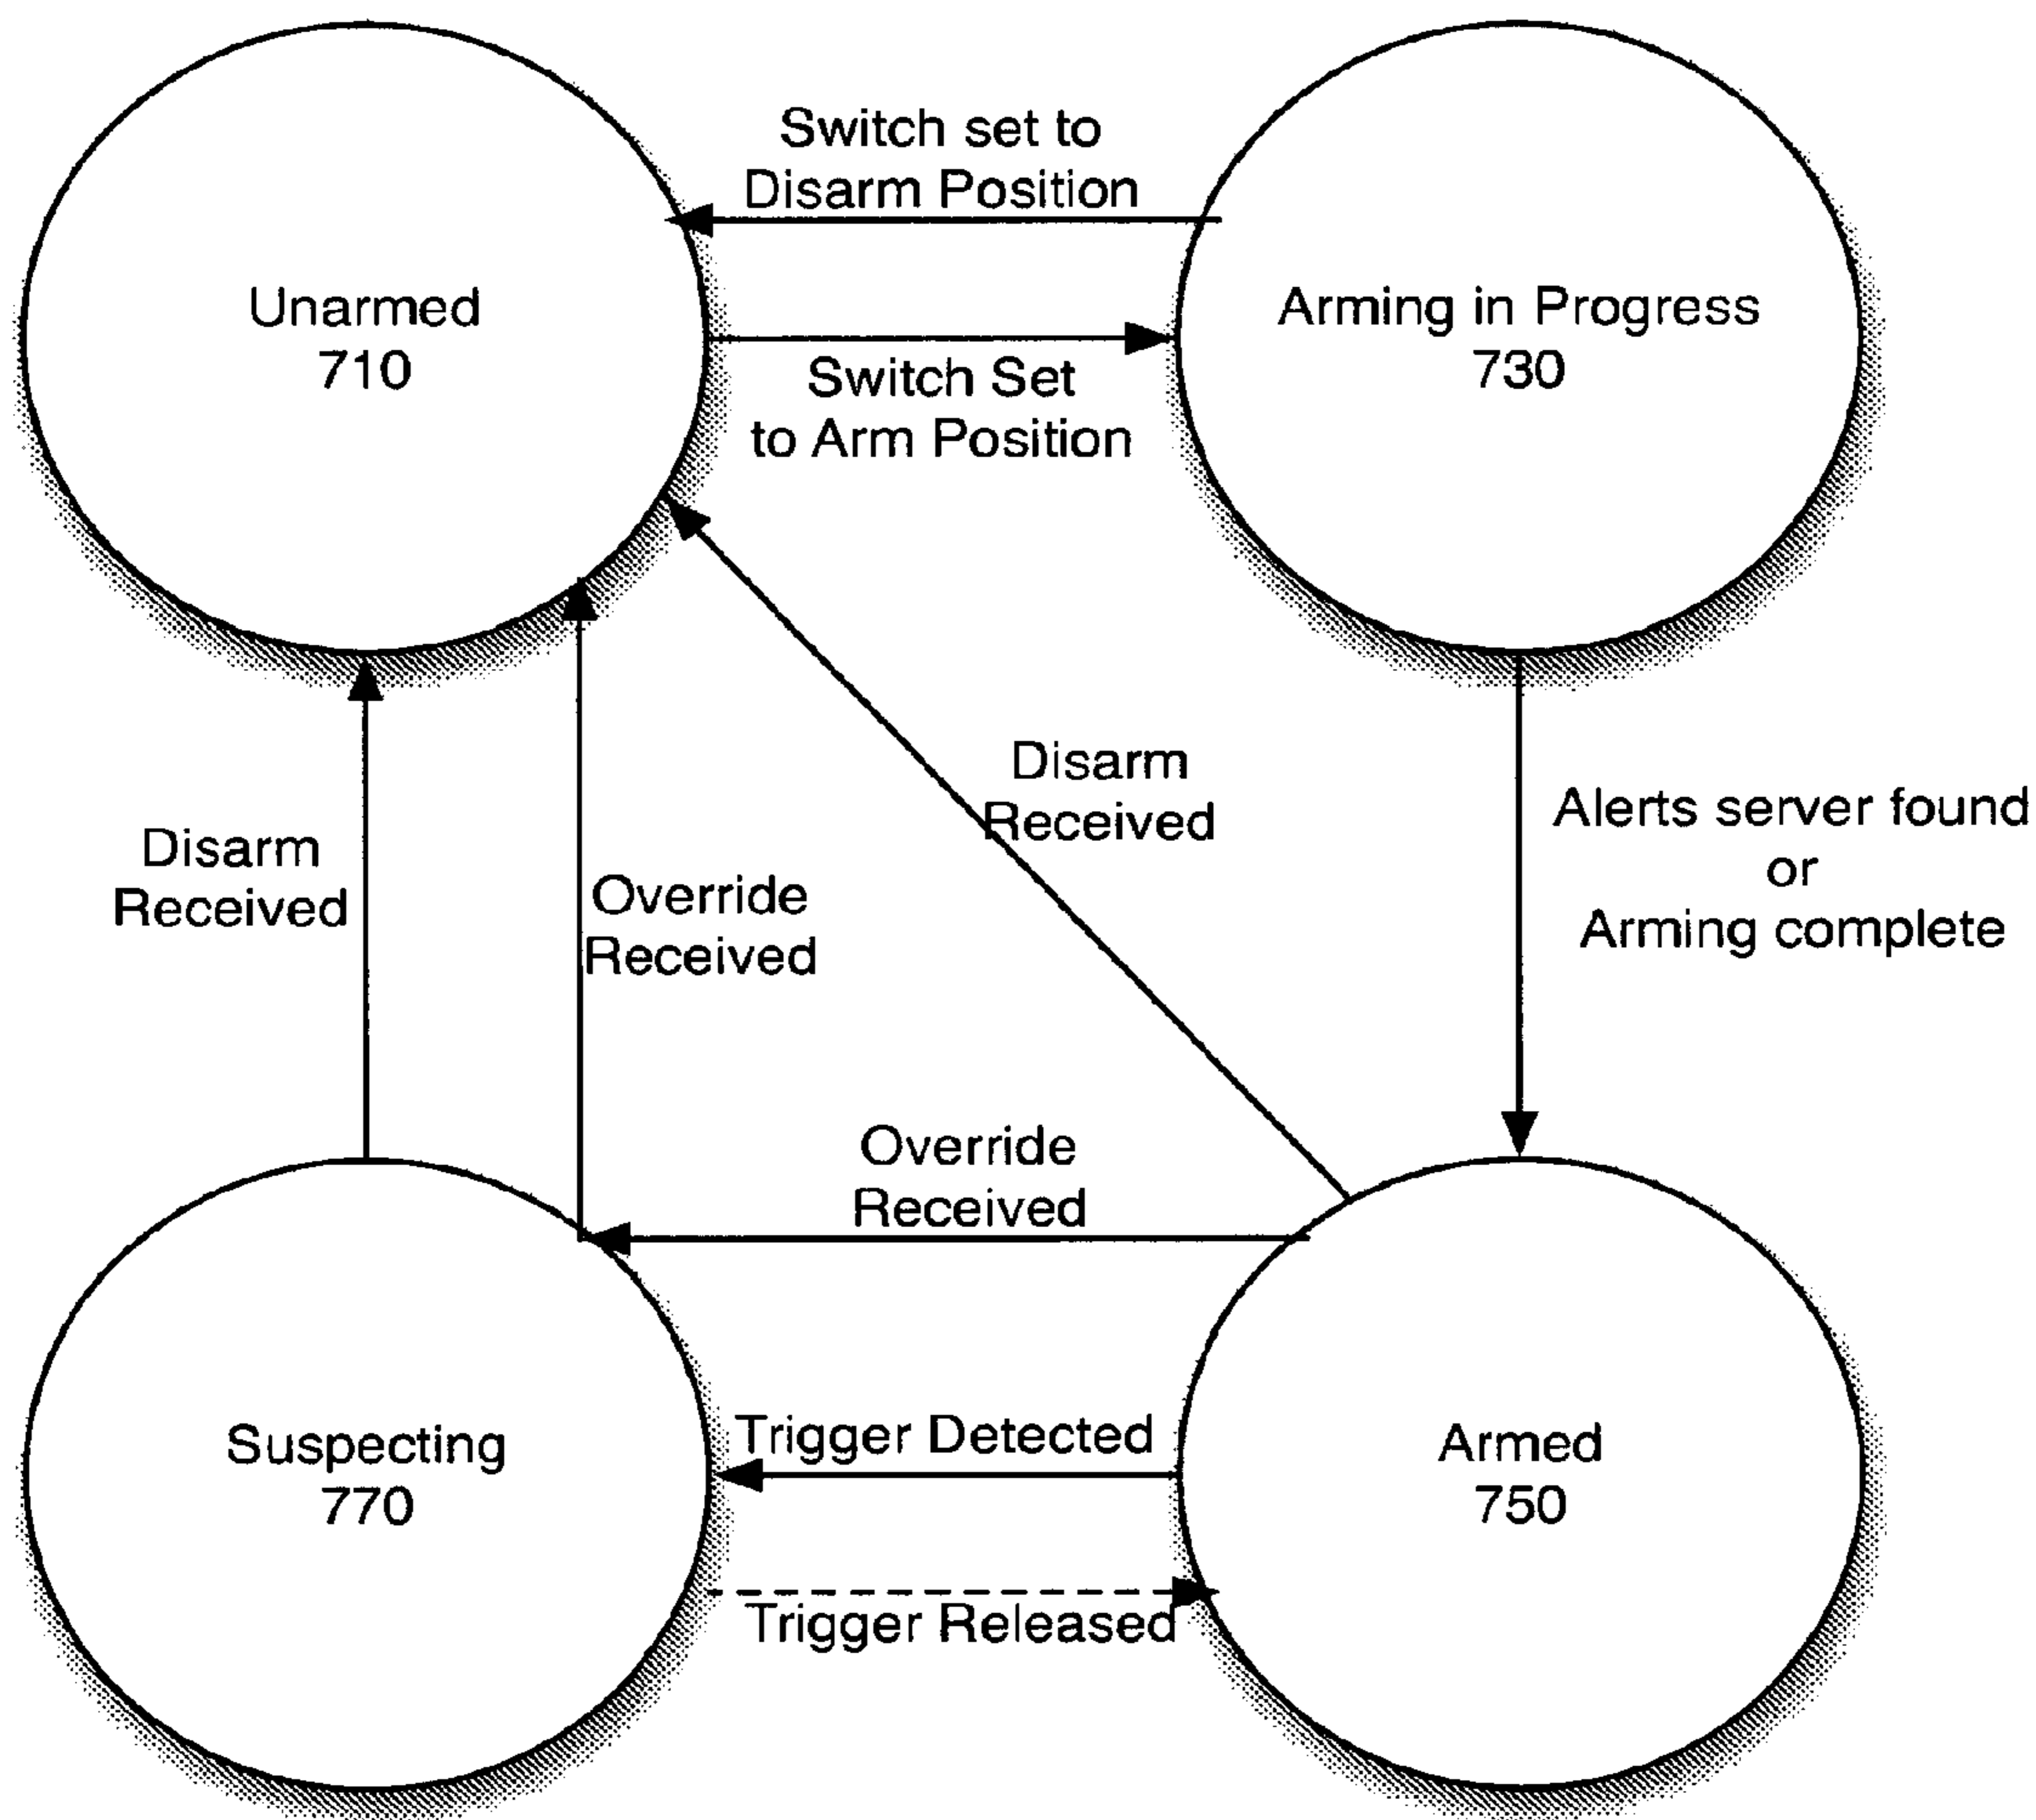 Switch set to
Disarm Position
Unarmed
710
Arming in Progress
730
Switch Set
to Arm Position
Disarm
Received
Alerts server found
or
Arming complete
Disarm
Received
Override
Received
Override
Received
Suspecting
770
Trigger Detected
Armed
750
Trigger Released